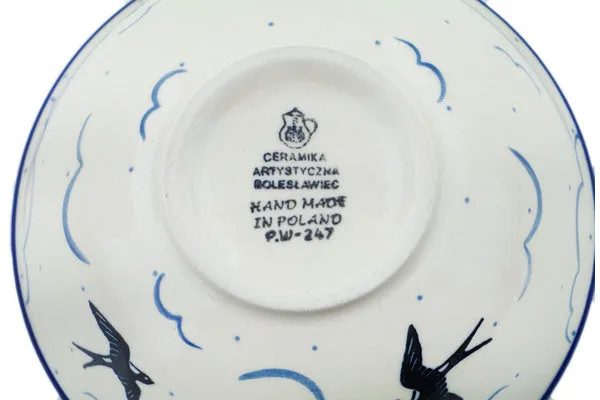 CERAMIKA
ARTYSTYCZNA
BOLESŁAWIEC
HAND MADE
IN POLAND
P.W-247